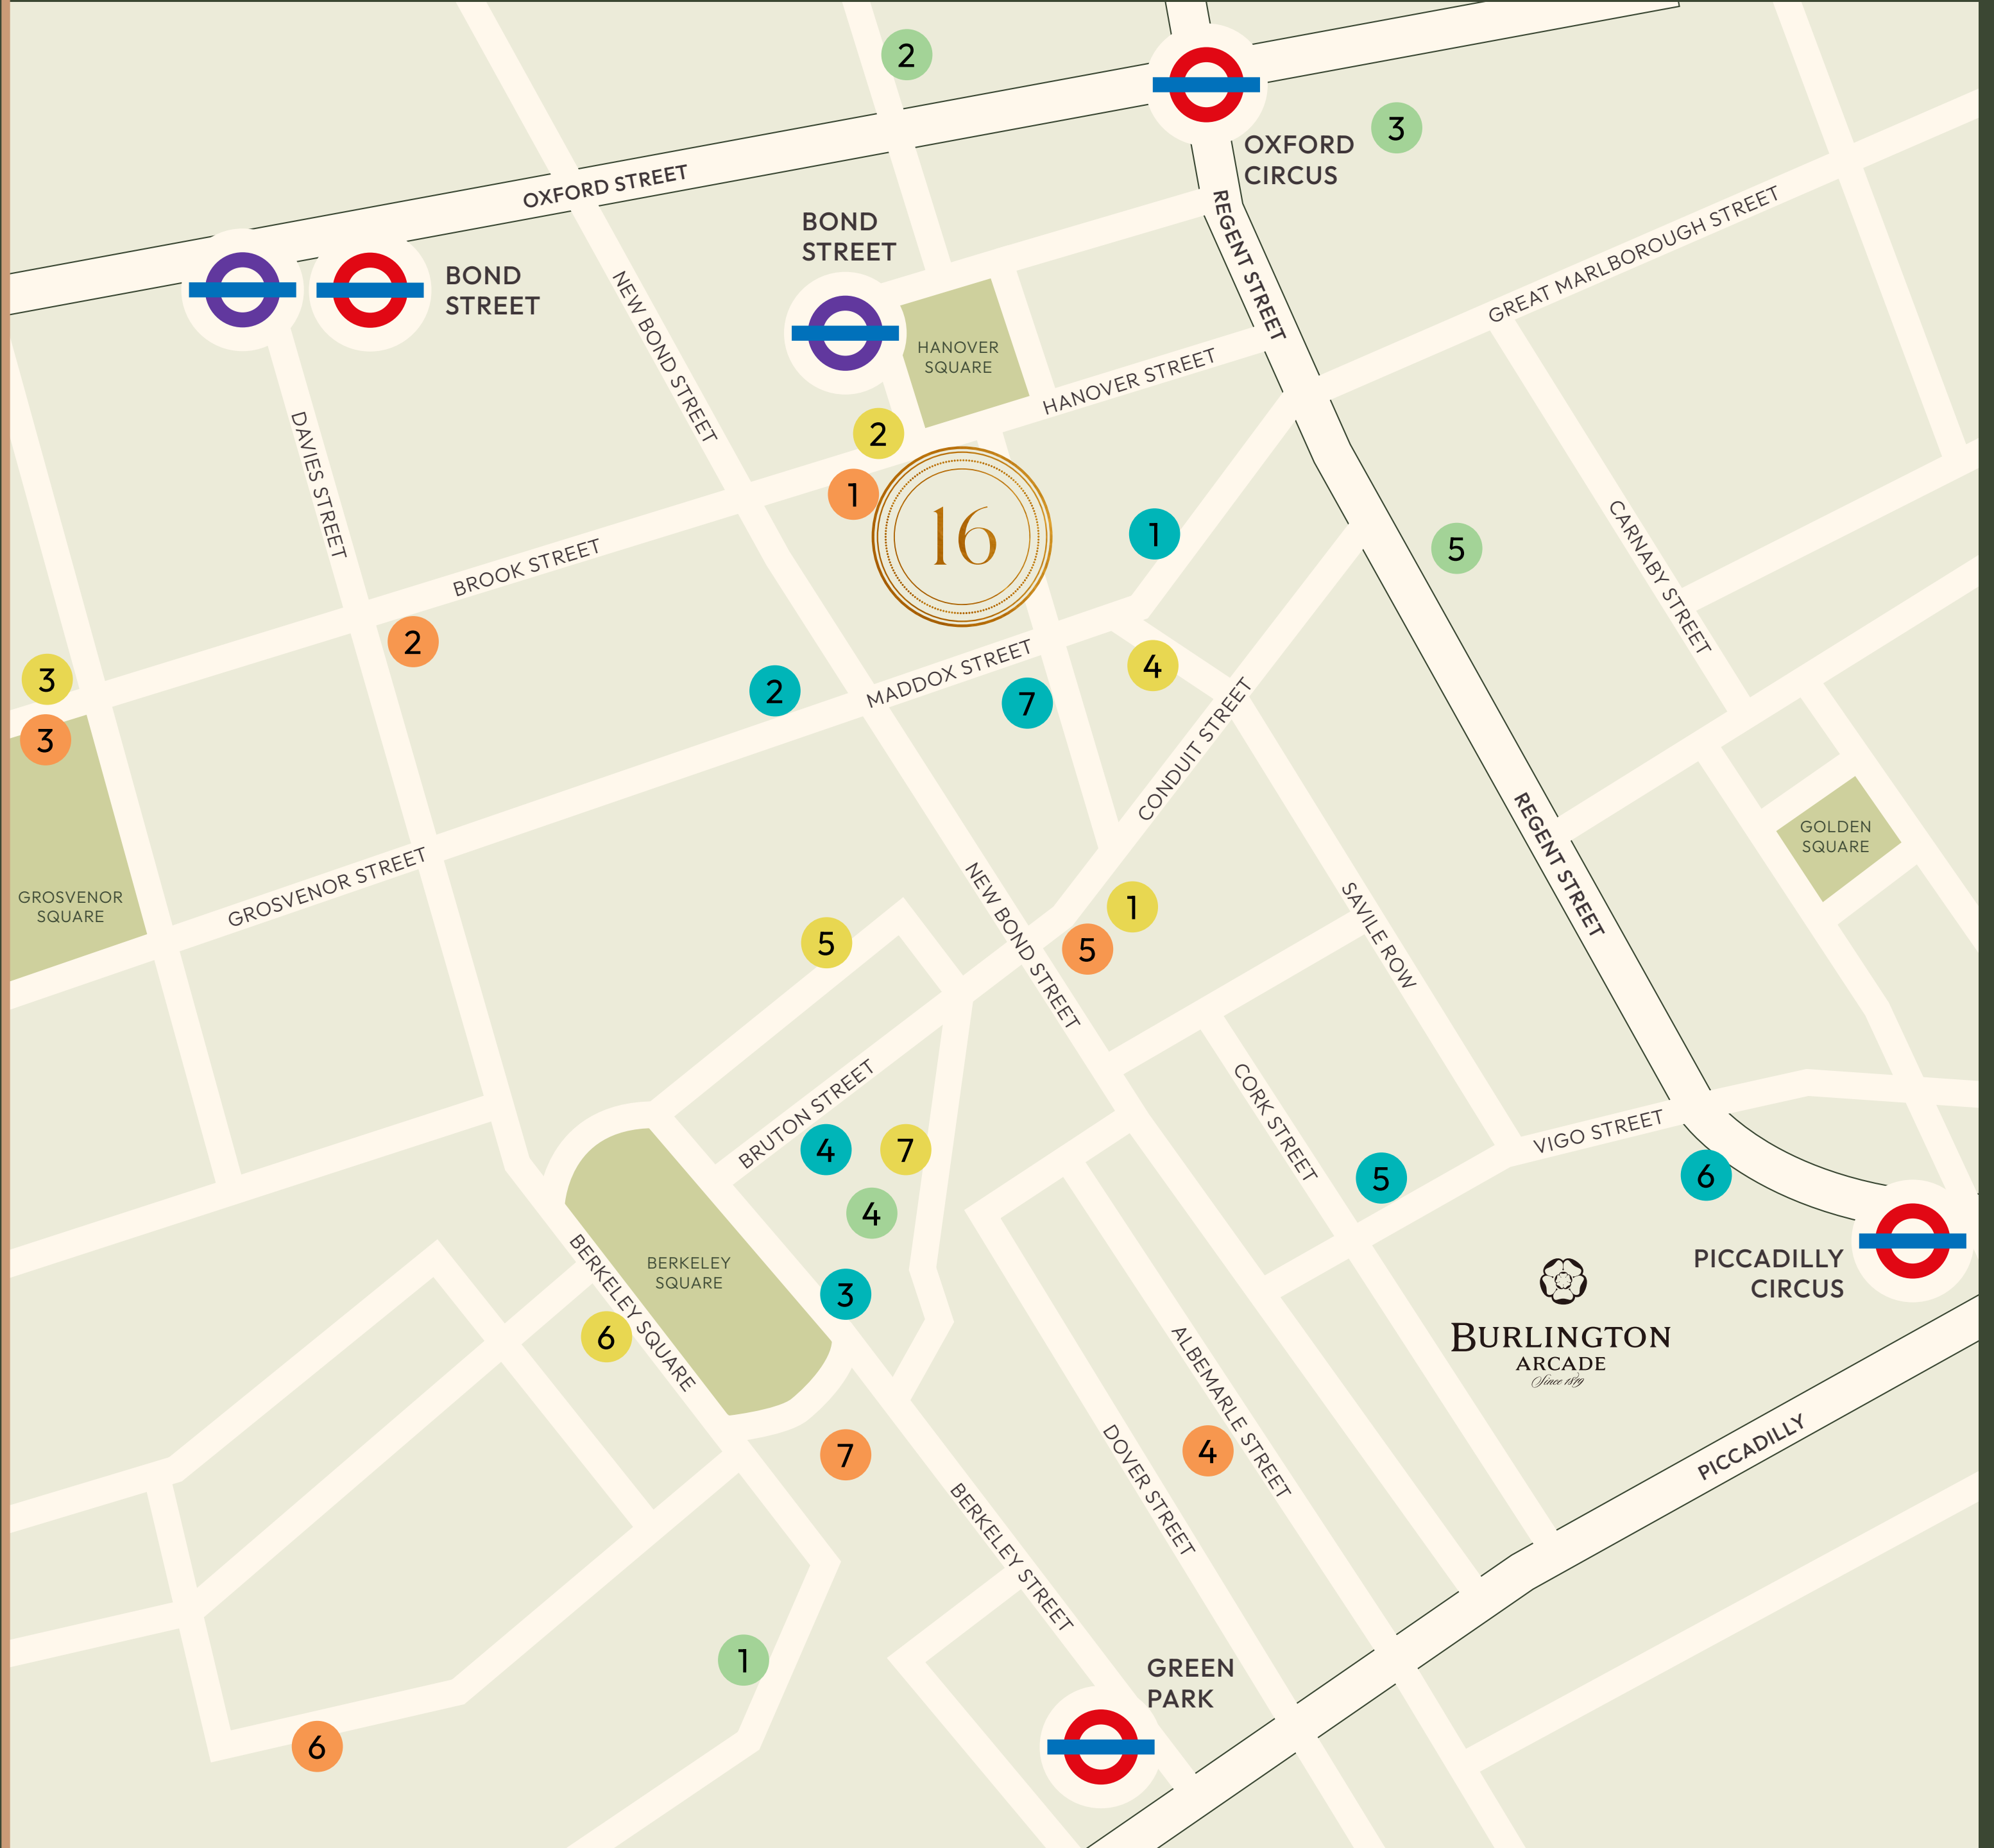 2
OXFORD
CIRCUS
3
OXFORD STREET
REGENT STREET
GREAT MARLBOROUGH STREET
BOND
STREET
BOND
STREET
NEW BOND STREET
HANOVER
SQUARE
HANOVER STREET
DAVIES STREET
2
1
16
1
5
CARNABY STREET
BROOK STREET
2
3
3
2
MADDOX STREET
7
4
CONDUIT STREET
REGENT STREET
GOLDEN
SQUARE
GROSVENOR
SQUARE
GROSVENOR STREET
5
NEW BOND STREET
1
5
SAVILE ROW
BRUTON STREET
4
7
4
CORK STREET
5
VIGO STREET
6
BERKELEY
SQUARE
BERKELEY SQUARE
3
6
PICCADILLY
CIRCUS
BURLINGTON
ARCADE
Since 1819
7
ALBEMARLE STREET
4
DOVER STREET
PICCADILLY
BERKELEY STREET
1
GREEN
PARK
6